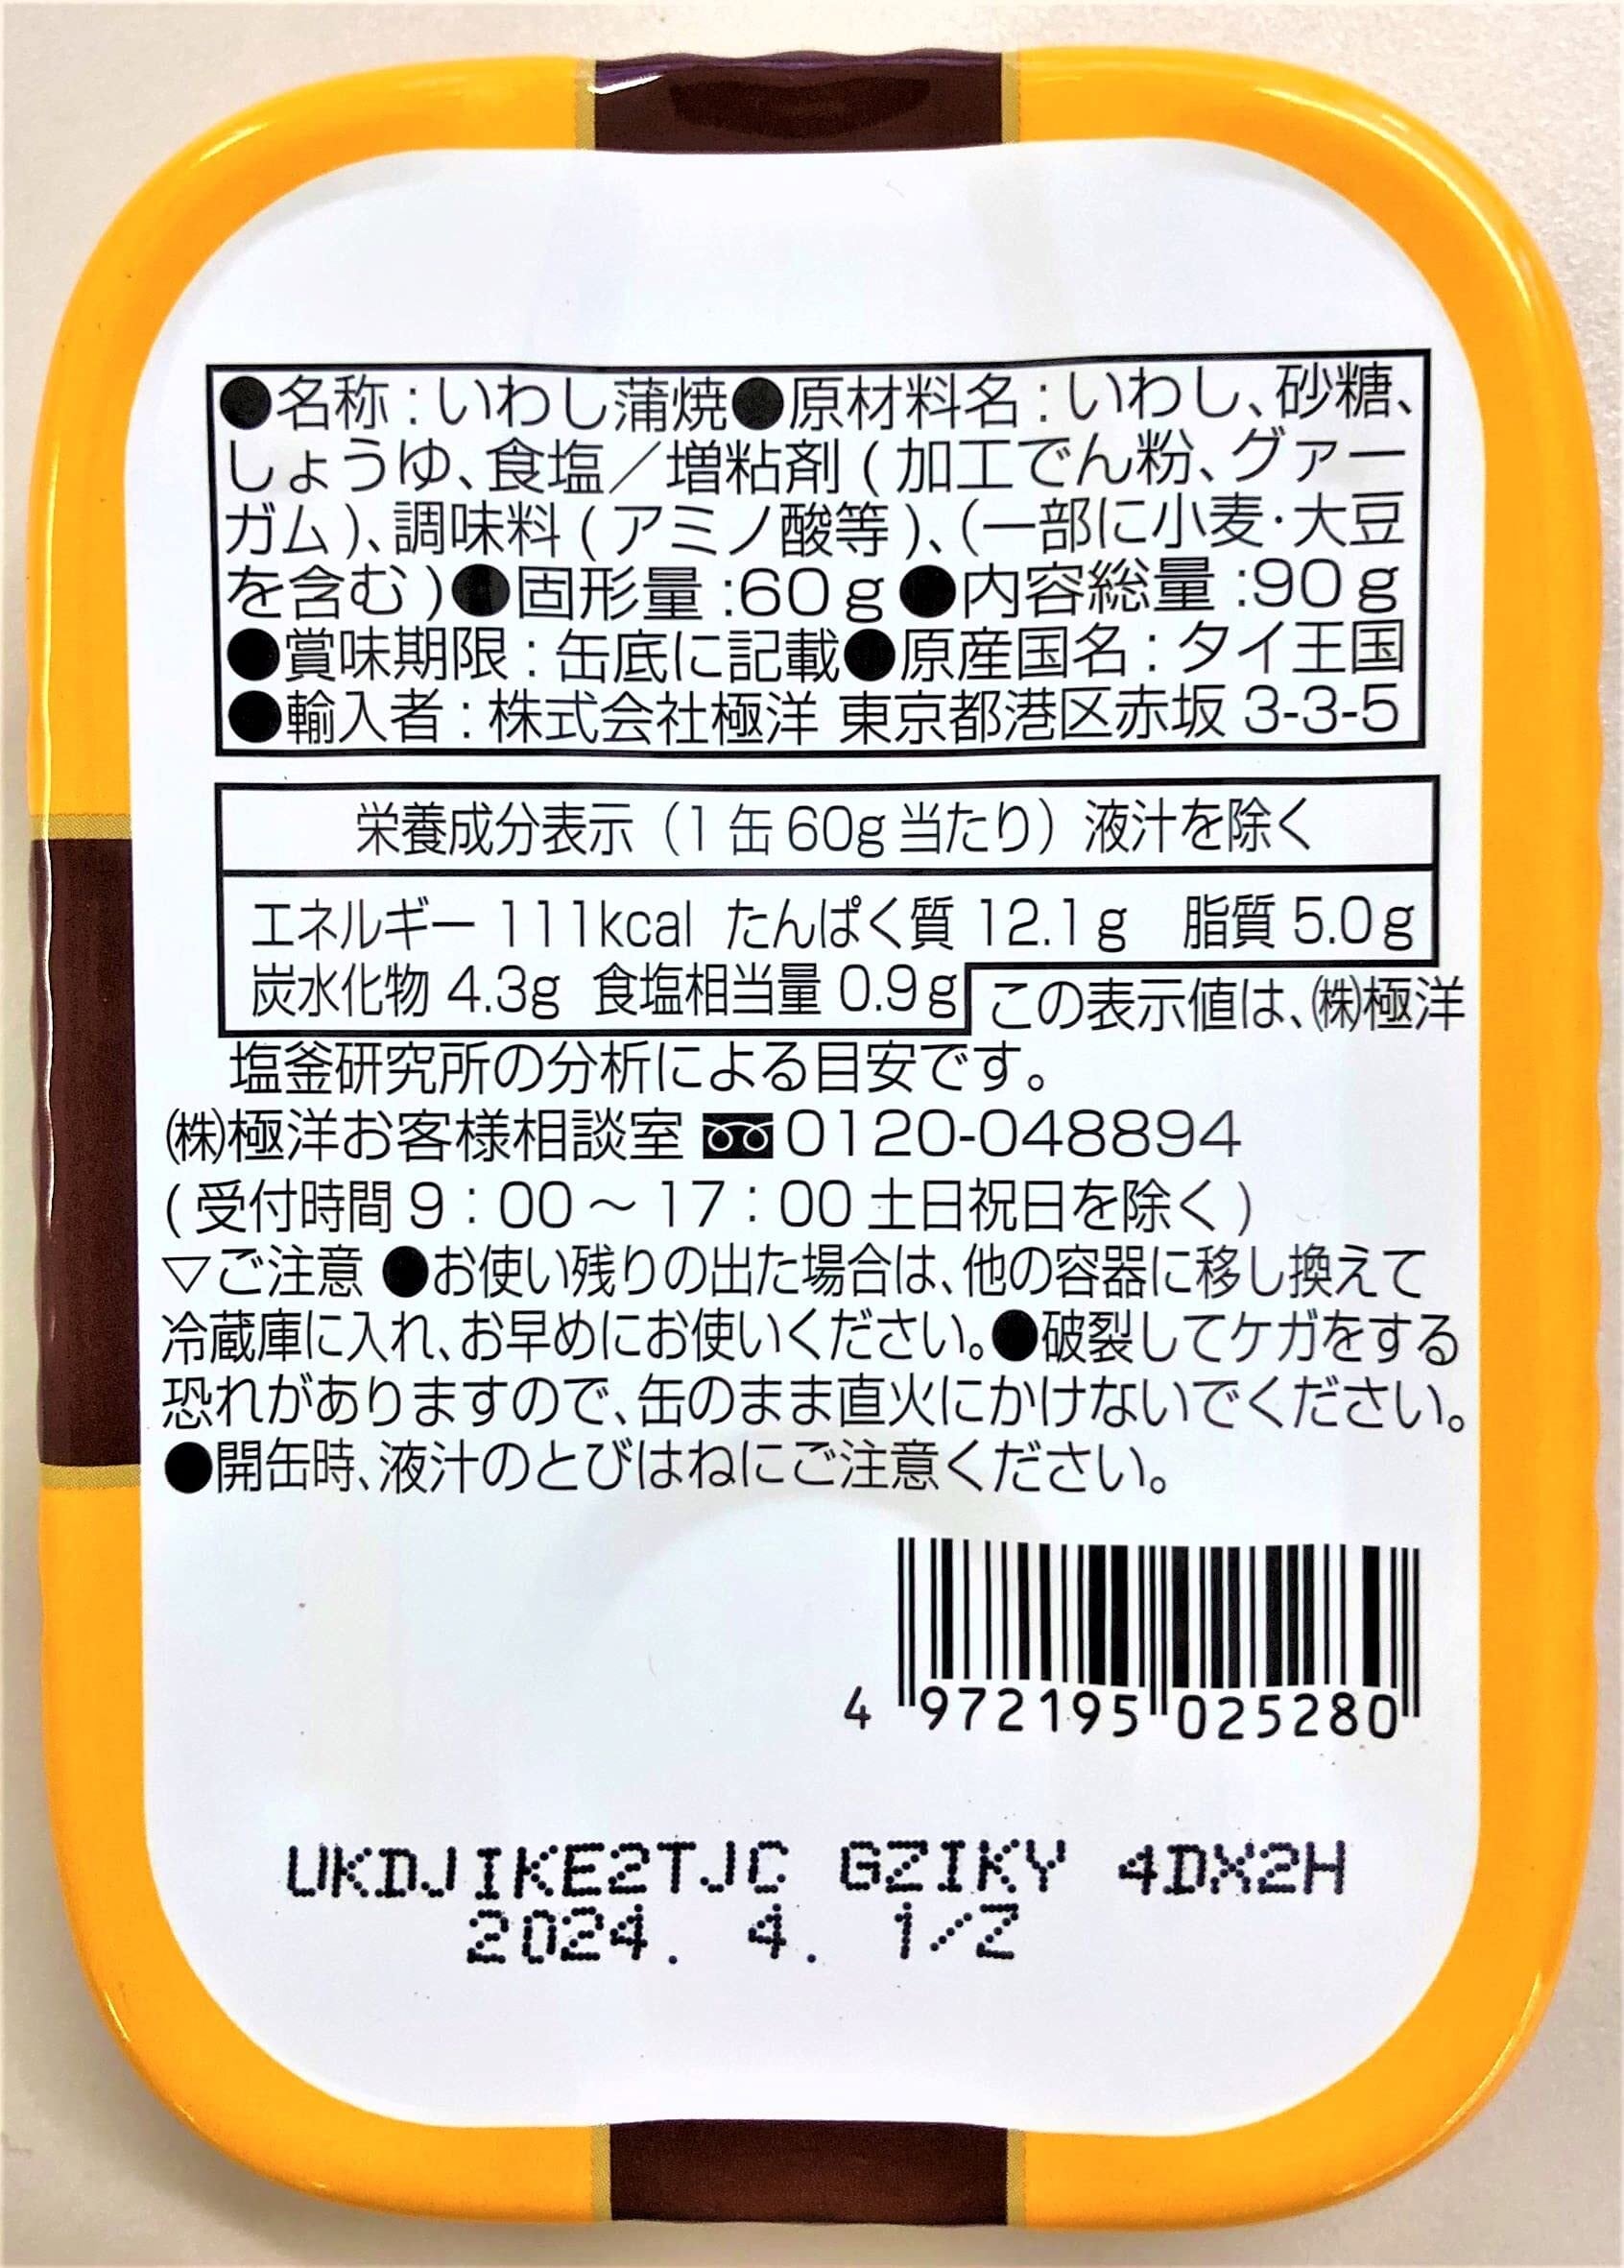 ●名称：いわし蒲焼●原材料名：いわし、砂糖、
しょうゆ、食塩／増粘剤(加工でん粉、グァー
ガム)、調味料(アミノ酸等)、(一部に小麦・大豆
を含む)●固形量:60g●内容総量:90g
●賞味期限：缶底に記載●原産国名：タイ王国
●輸入者：株式会社極洋 東京都港区赤坂 3-3-5
栄養成分表示（1缶60g当たり）液汁を除く
エネルギー 111kcal たんぱく質 12.1g 脂質 5.0g
炭水化物 4.3g 食塩相当量 0.9g この表示値は、㈱極洋
塩釜研究所の分析による目安です。
㈱極洋お客様相談室 0120-048894
(受付時間 9：00～17：00 土日祝日を除く)
▽ご注意 ●お使い残りの出た場合は、他の容器に移し換えて
冷蔵庫に入れ、お早めにお使いください。●破裂してケガをする
恐れがありますので、缶のまま直火にかけないでください。
●開缶時、液汁のとびはねにご注意ください。
4 972195 025280
UKDJIKE2TJC GZIKY 4DX2H
2024. 4. 1/Z